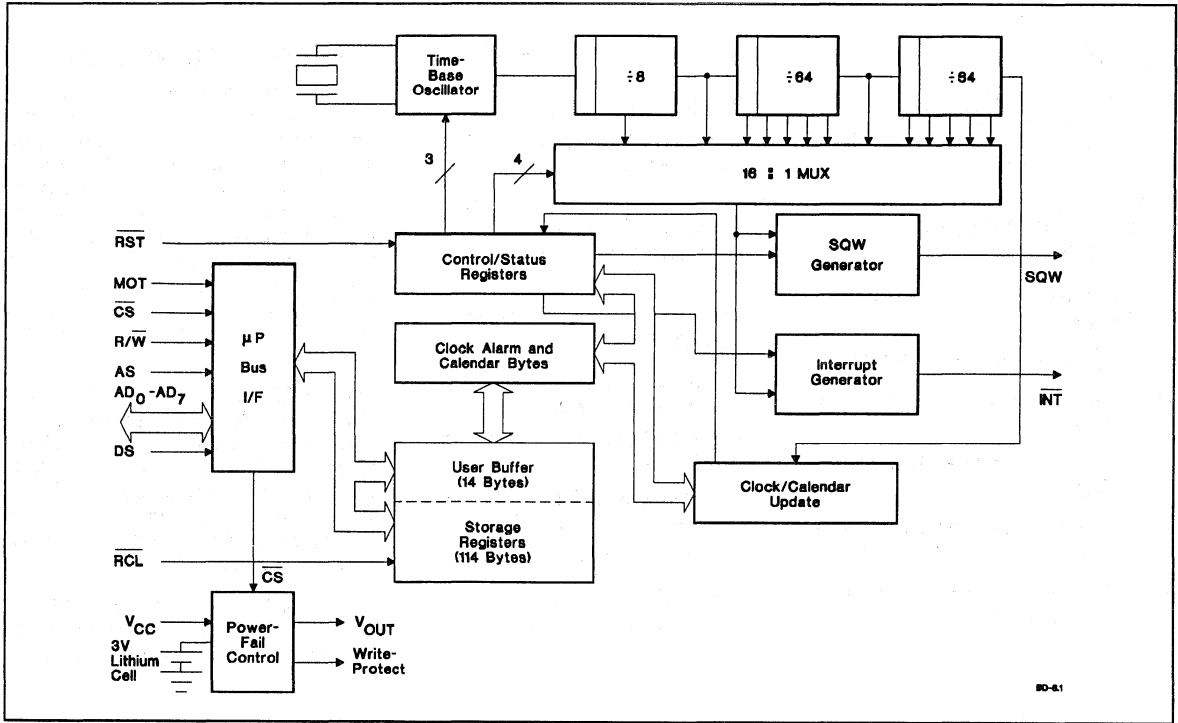 Time-
Base
Oscillator
÷8
÷64
÷64
3
4
16 : 1 MUX
RST
Control/Status
Registers
SQW
Generator
SQW
MOT
CS
R/W
AS
AD0-AD7
DS
μP
Bus
I/F
Clock Alarm and
Calendar Bytes
Interrupt
Generator
INT
User Buffer
(14 Bytes)
Storage
Registers
(114 Bytes)
Clock/Calendar
Update
RCL
CS
VCC
3V
Lithium
Cell
Power-
Fail
Control
VOUT
Write-
Protect
BD-6.1